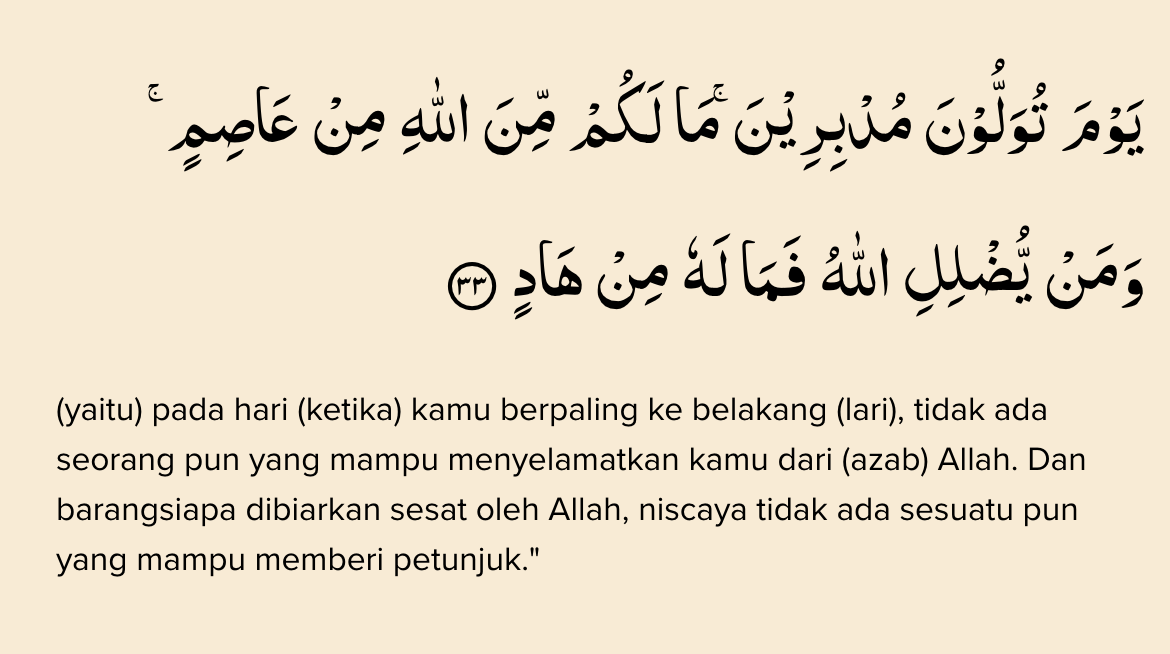 يَوْمَ تُوَلُّوْنَ مُدْبِرِيْنَۚ مَا لَكُمْ مِّنَ اللّٰهِ مِنْ عَاصِمٍۚ
وَمَنْ يُّضْلِلِ اللّٰهُ فَمَا لَهٗ مِنْ هَادٍ ٣٣
(yaitu) pada hari (ketika) kamu berpaling ke belakang (lari), tidak ada
seorang pun yang mampu menyelamatkan kamu dari (azab) Allah. Dan
barangsiapa dibiarkan sesat oleh Allah, niscaya tidak ada sesuatu pun
yang mampu memberi petunjuk."